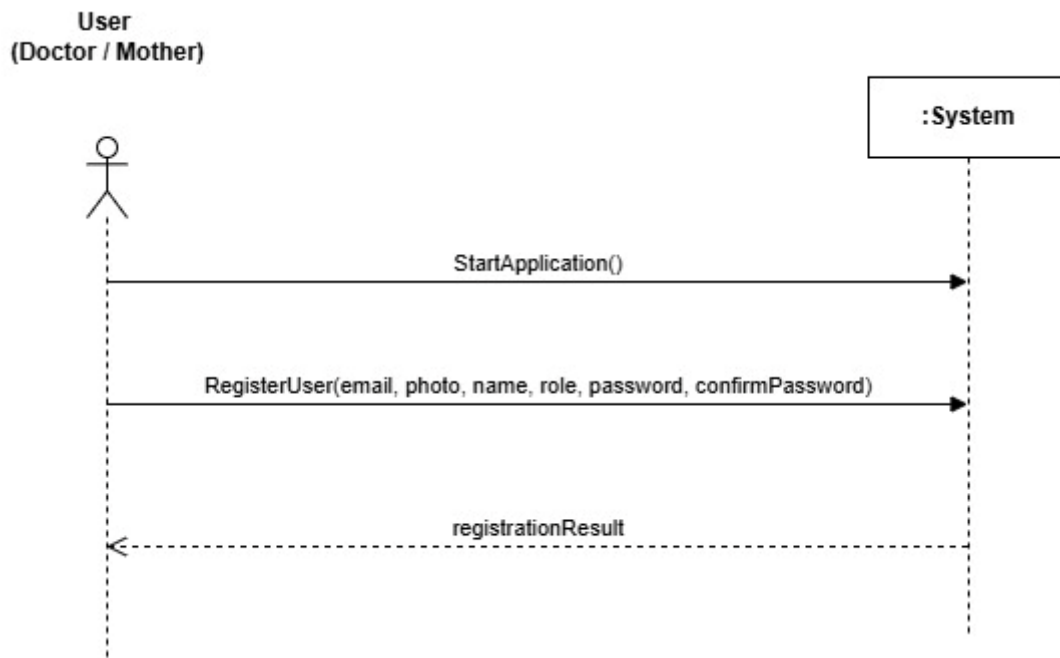 User
(Doctor / Mother)
:System
StartApplication()
RegisterUser(email, photo, name, role, password, confirmPassword)
registrationResult